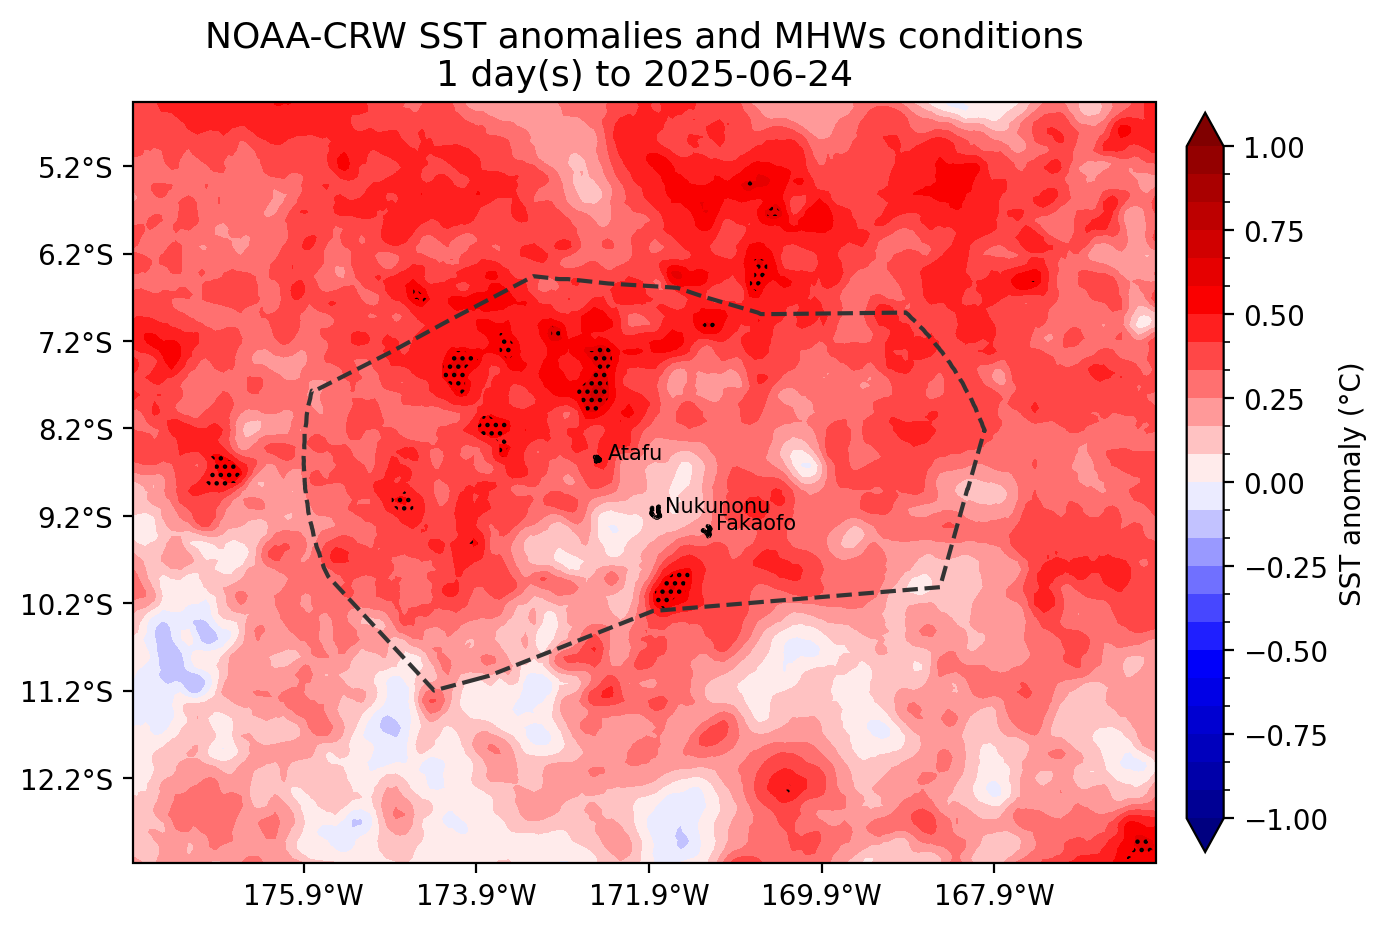 NOAA-CRW SST anomalies and MHWs conditions
1 day(s) to 2025-06-24
5.2°S
6.2°S
7.2°S
8.2°S
9.2°S
10.2°S
11.2°S
12.2°S
175.9°W
173.9°W
171.9°W
169.9°W
167.9°W
Atafu
Nukunonu
Fakaofo
1.00
0.75
0.50
0.25
0.00
−0.25
−0.50
−0.75
−1.00
SST anomaly (°C)